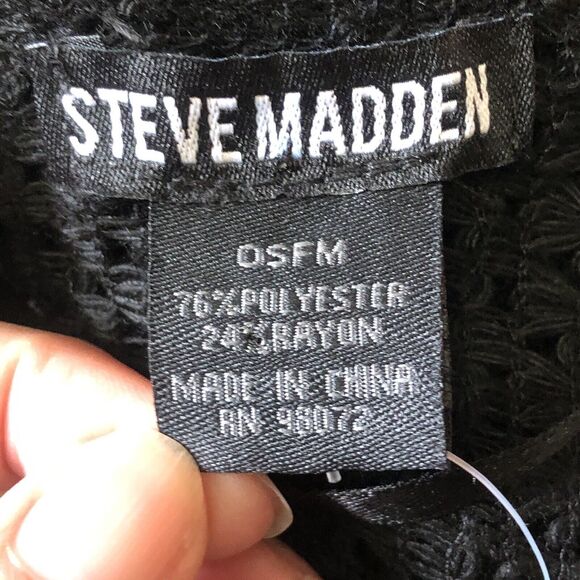 STEVE MADDEN
OSFM
76%POLYESTER
24%RAYON
MADE IN CHINA
RN 98072